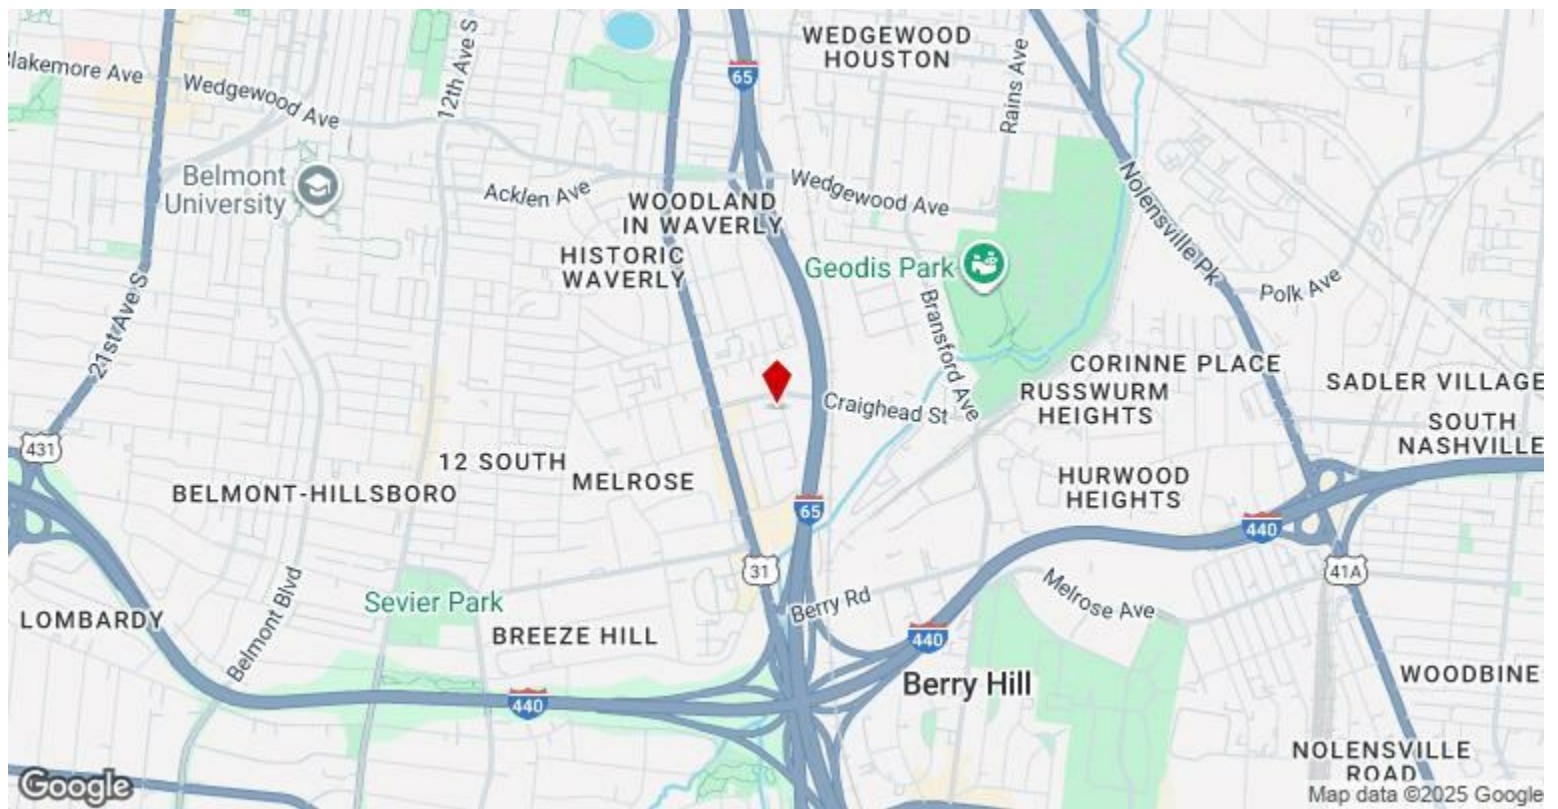 WEDGEWOOD
HOUSTON
65
Blakemore Ave
Wedgewood Ave
12th Ave S
Rains Ave
Belmont
University
Acklen Ave
WOODLAND
IN WAVERLY
Wedgewood Ave
Nolensville Pk
HISTORIC
WAVERLY
Geodis Park
Polk Ave
21st Ave S
Bransford Ave
CORINNE PLACE
RUSSWURM
HEIGHTS
SADLER VILLAGE
Craighead St
SOUTH
NASHVILLE
431
12 SOUTH
MELROSE
BELMONT-HILLSBORO
HURWOOD
HEIGHTS
65
440
31
41A
Sevier Park
Berry Rd
Melrose Ave
LOMBARDY
Belmont Blvd
BREEZE HILL
440
Berry Hill
WOODBINE
440
NOLENSVILLE
ROAD
Google
Map data ©2025 Google